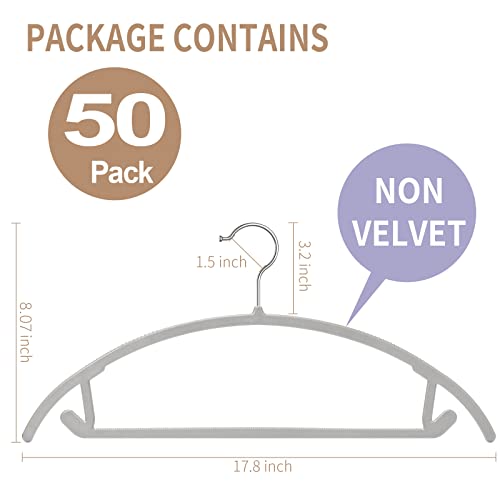 PACKAGE CONTAINS
50
Pack
NON
VELVET
1.5 inch
3.2 inch
8.07 inch
17.8 inch